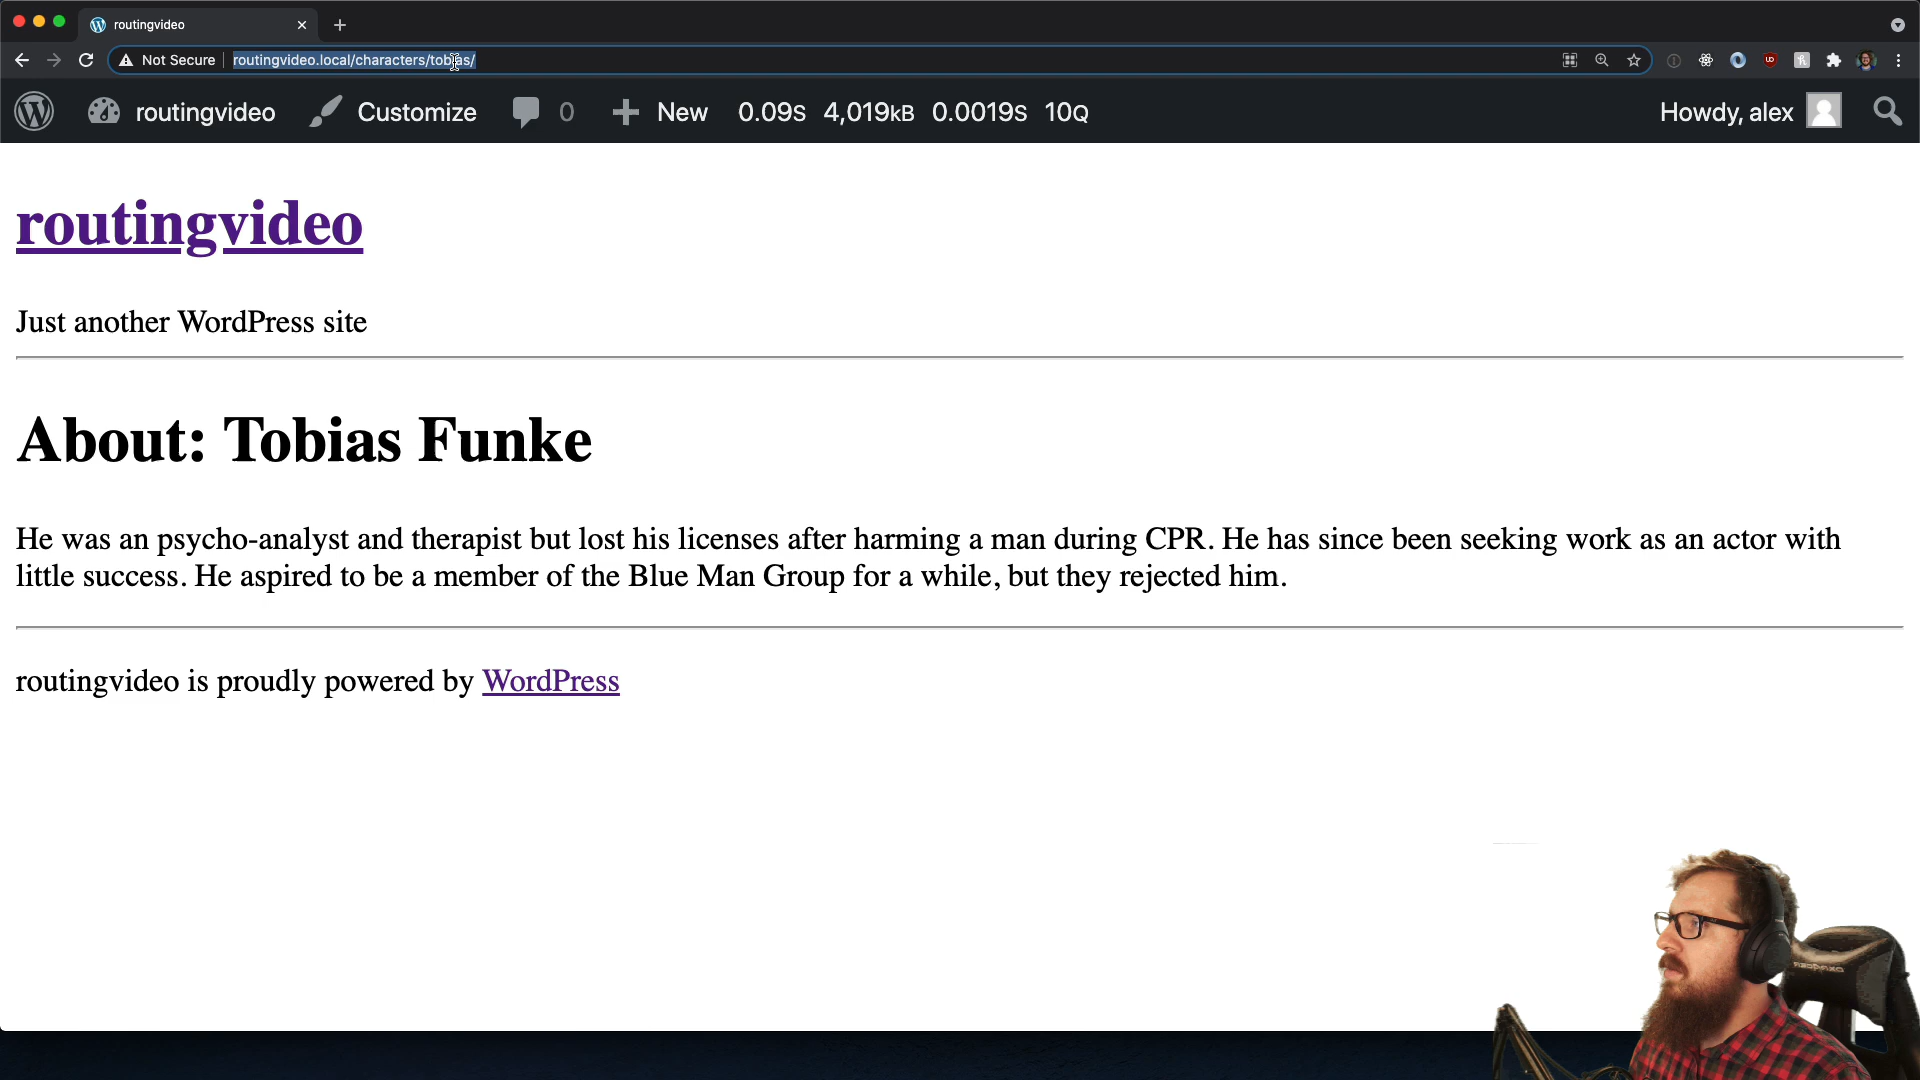 routingvideo
Not Secure
routingvideo.local/characters/tobias/
routingvideo
Customize
0
New
0.09S 4,019KB 0.0019S 10Q
Howdy, alex
routingvideo
Just another WordPress site
About: Tobias Funke
He was an psycho-analyst and therapist but lost his licenses after harming a man during CPR. He has since been seeking work as an actor with
little success. He aspired to be a member of the Blue Man Group for a while, but they rejected him.
routingvideo is proudly powered by WordPress